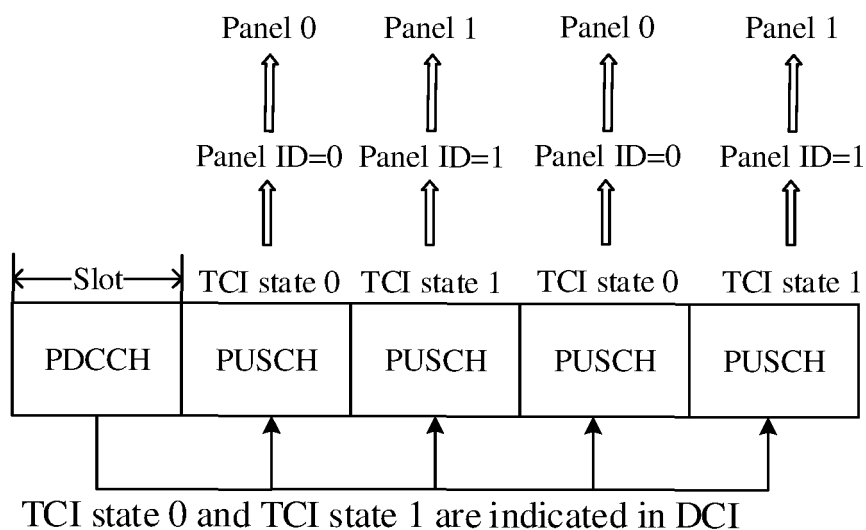 Panel 0 Panel 1 Panel 0 Panel 1
Panel ID=0 Panel ID=1 Panel ID=0 Panel ID=1
Slot TCI state 0 TCI state 1 TCI state 0 TCI state 1
PDCCH PUSCH PUSCH PUSCH PUSCH
TCI state 0 and TCI state 1 are indicated in DCI